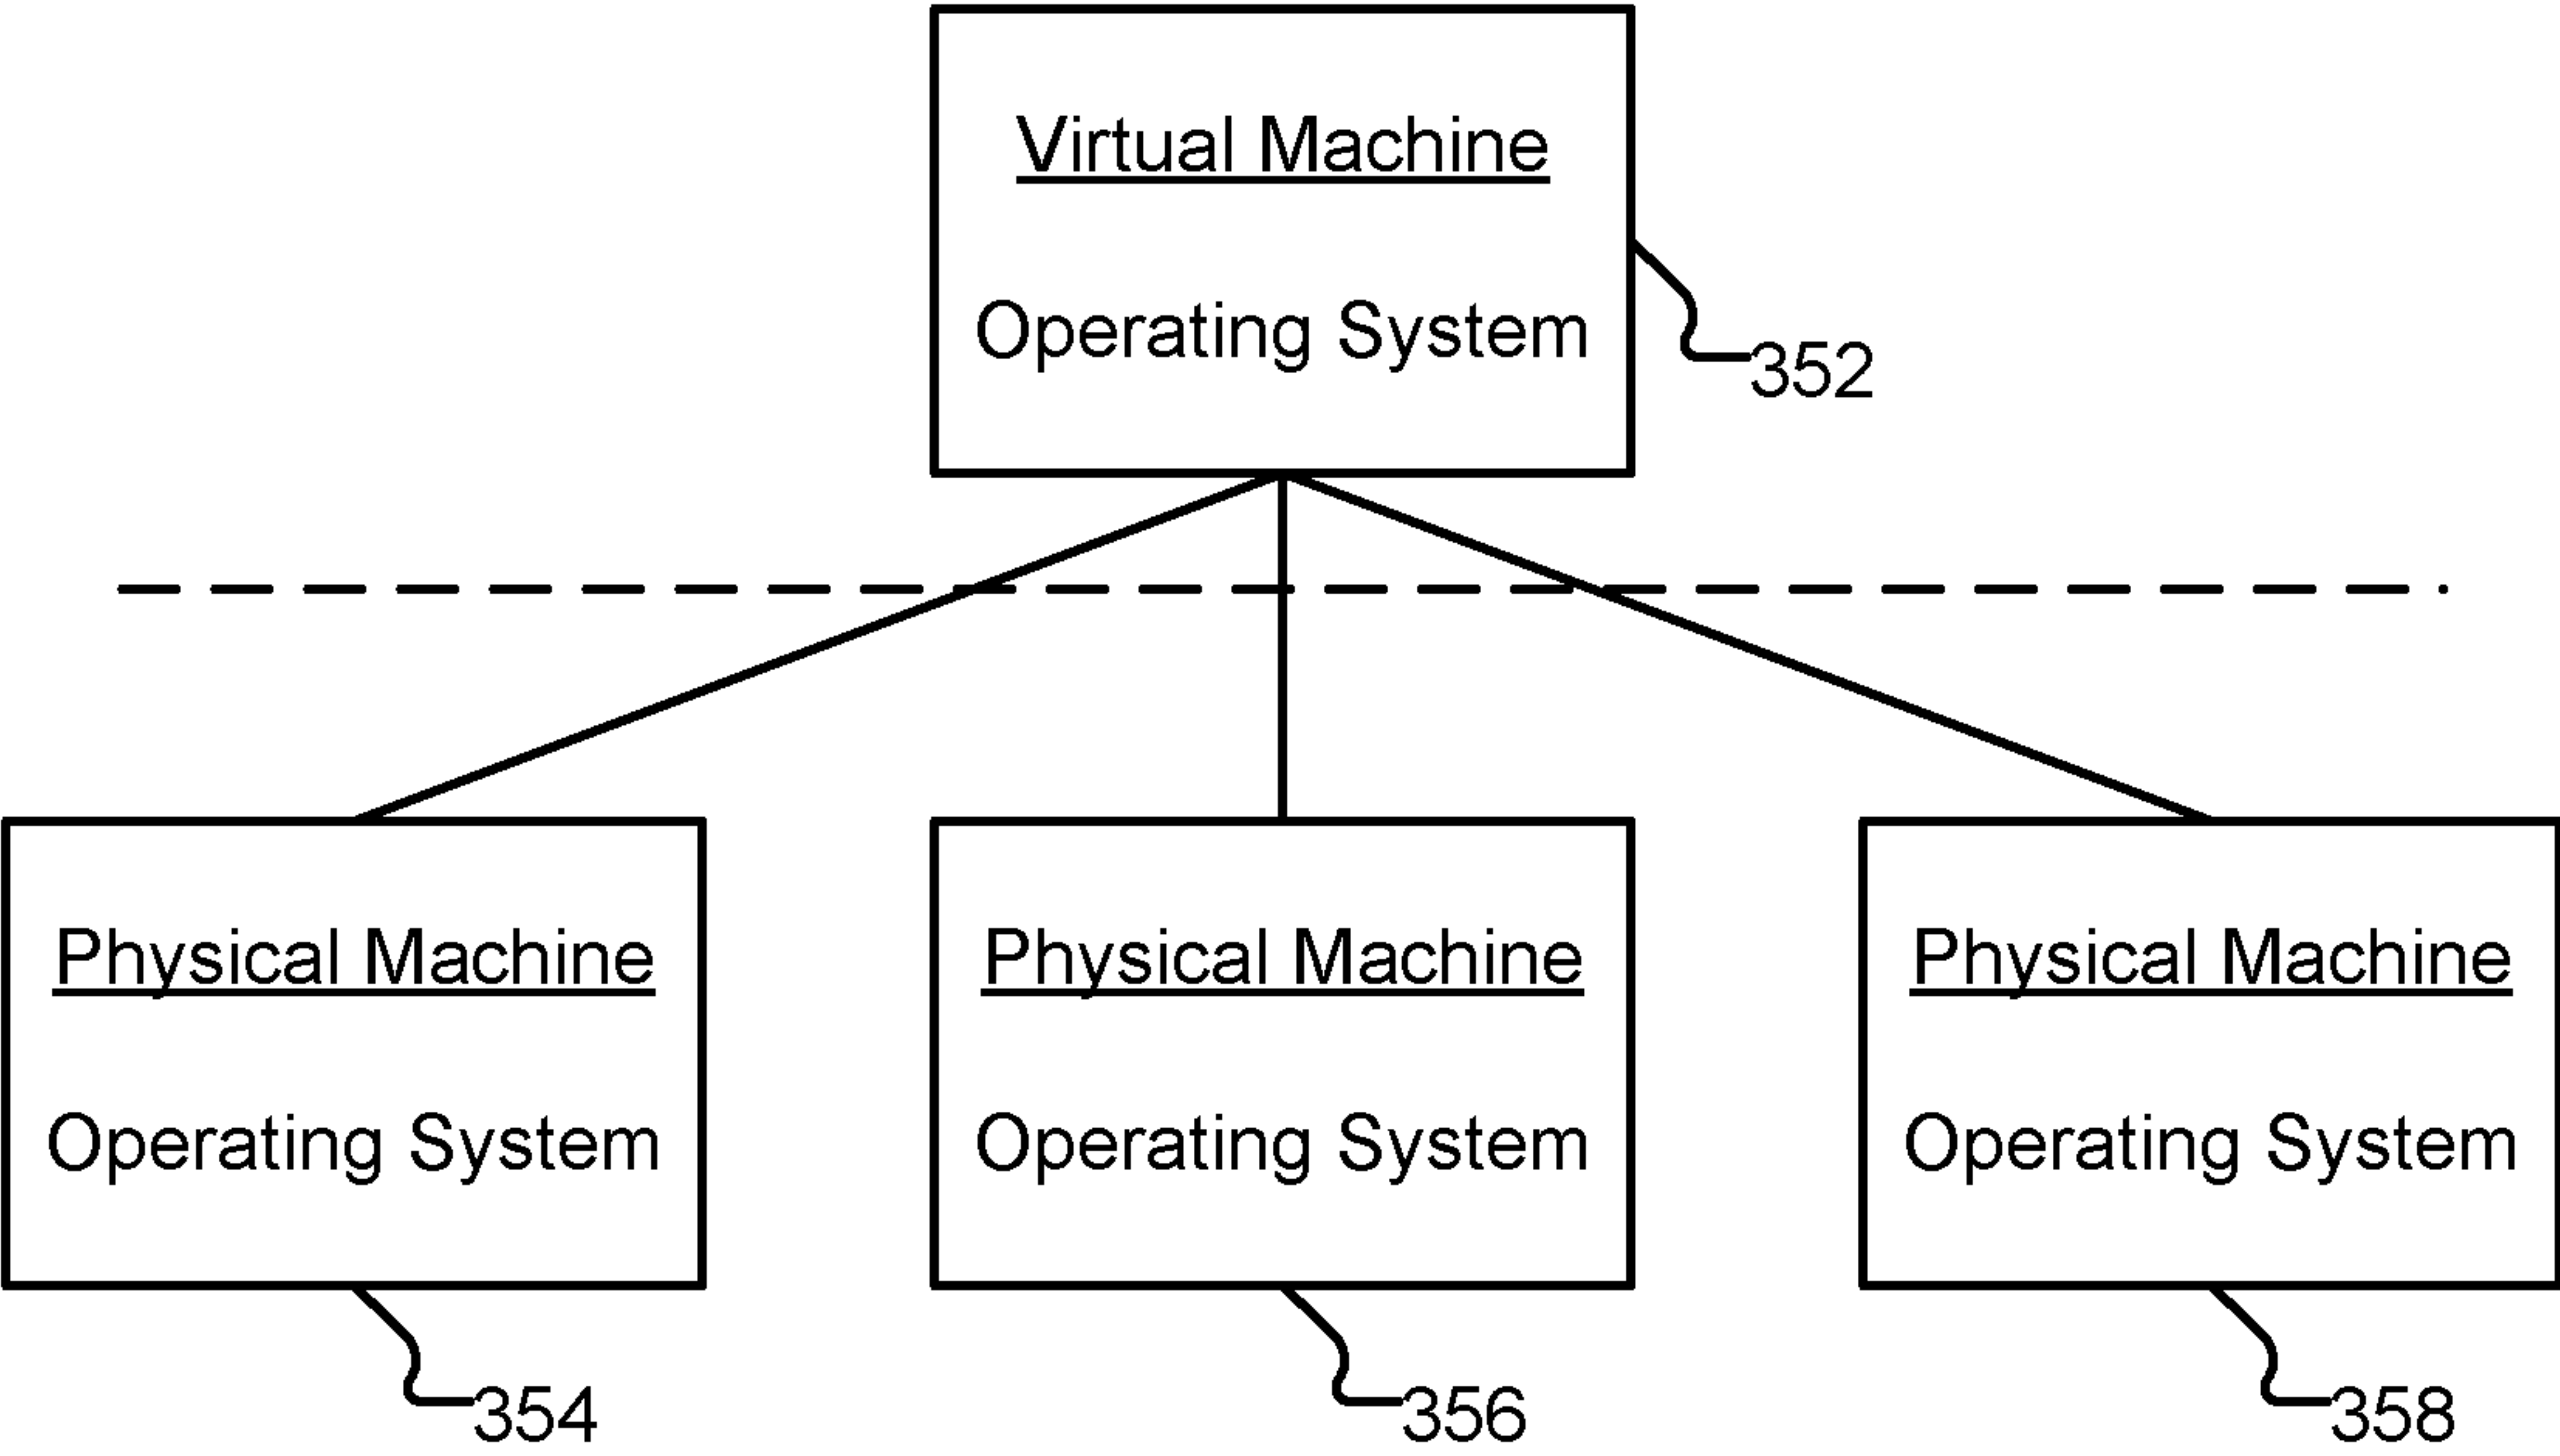 Virtual Machine
Operating System
352
Physical Machine
Operating System
354
Physical Machine
Operating System
356
Physical Machine
Operating System
358